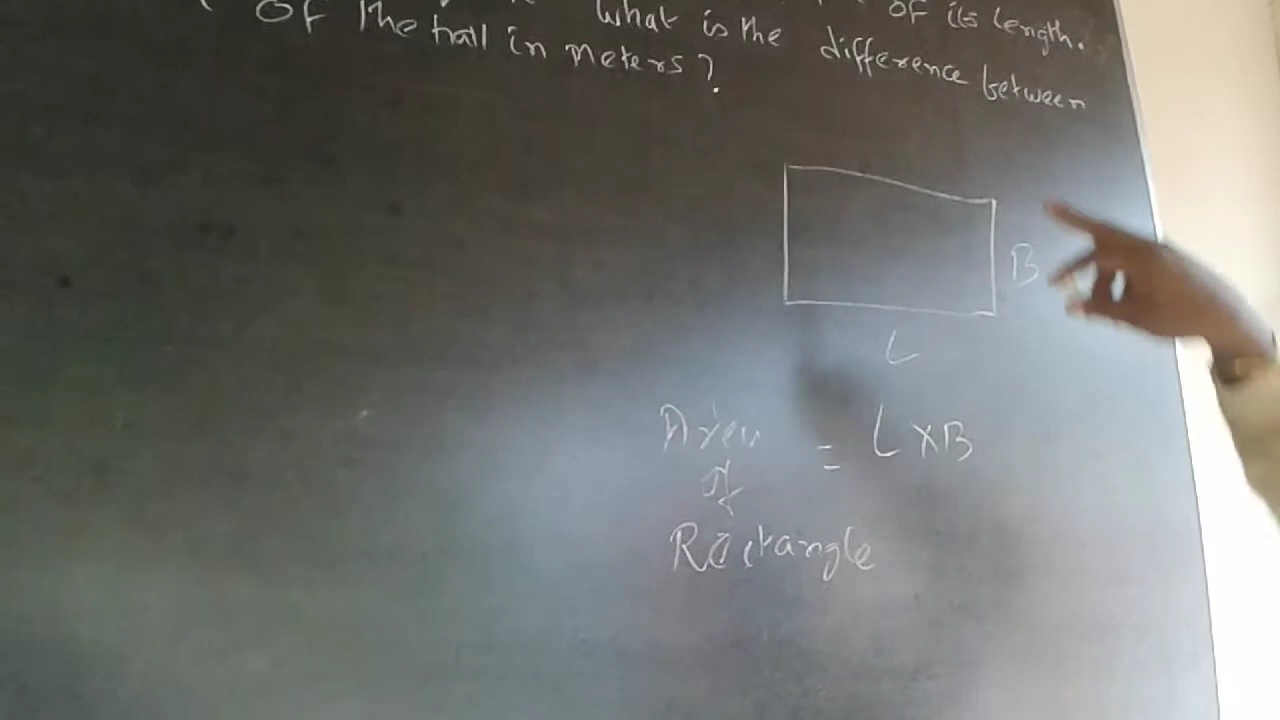 of its length.
What is the difference between
Of The hall in meters?
B
L
Area = L x B
of
Rectangle